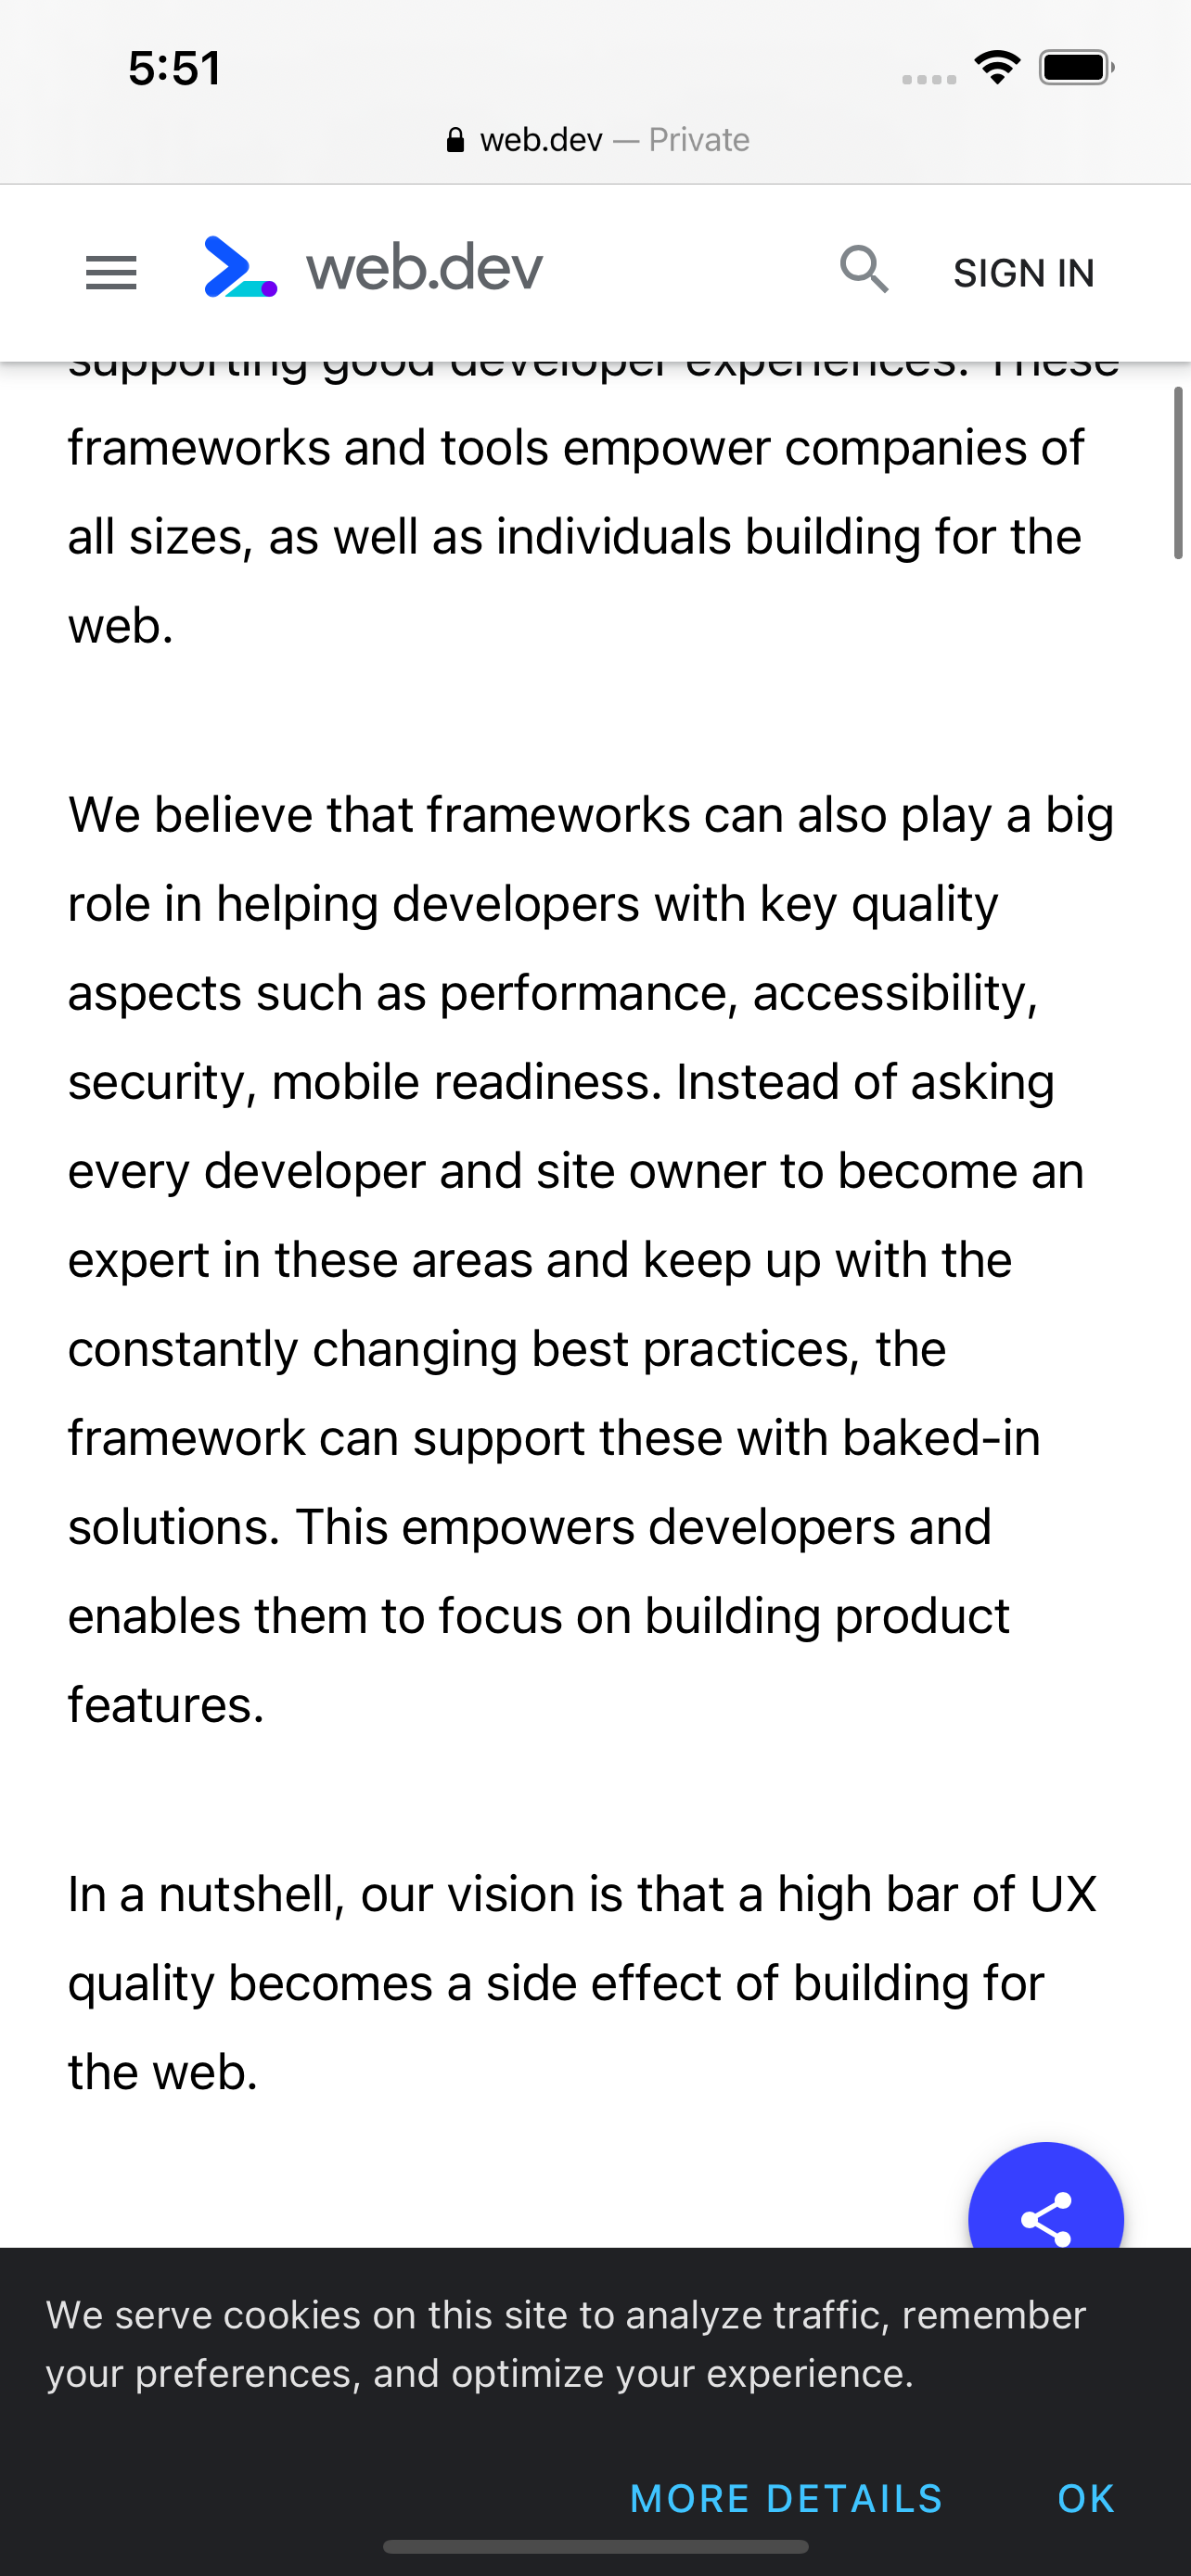 5:51
web.dev — Private
web.dev
SIGN IN
supporting good developer experiences. These
frameworks and tools empower companies of
all sizes, as well as individuals building for the
web.
We believe that frameworks can also play a big
role in helping developers with key quality
aspects such as performance, accessibility,
security, mobile readiness. Instead of asking
every developer and site owner to become an
expert in these areas and keep up with the
constantly changing best practices, the
framework can support these with baked-in
solutions. This empowers developers and
enables them to focus on building product
features.
In a nutshell, our vision is that a high bar of UX
quality becomes a side effect of building for
the web.
We serve cookies on this site to analyze traffic, remember
your preferences, and optimize your experience.
MORE DETAILS OK